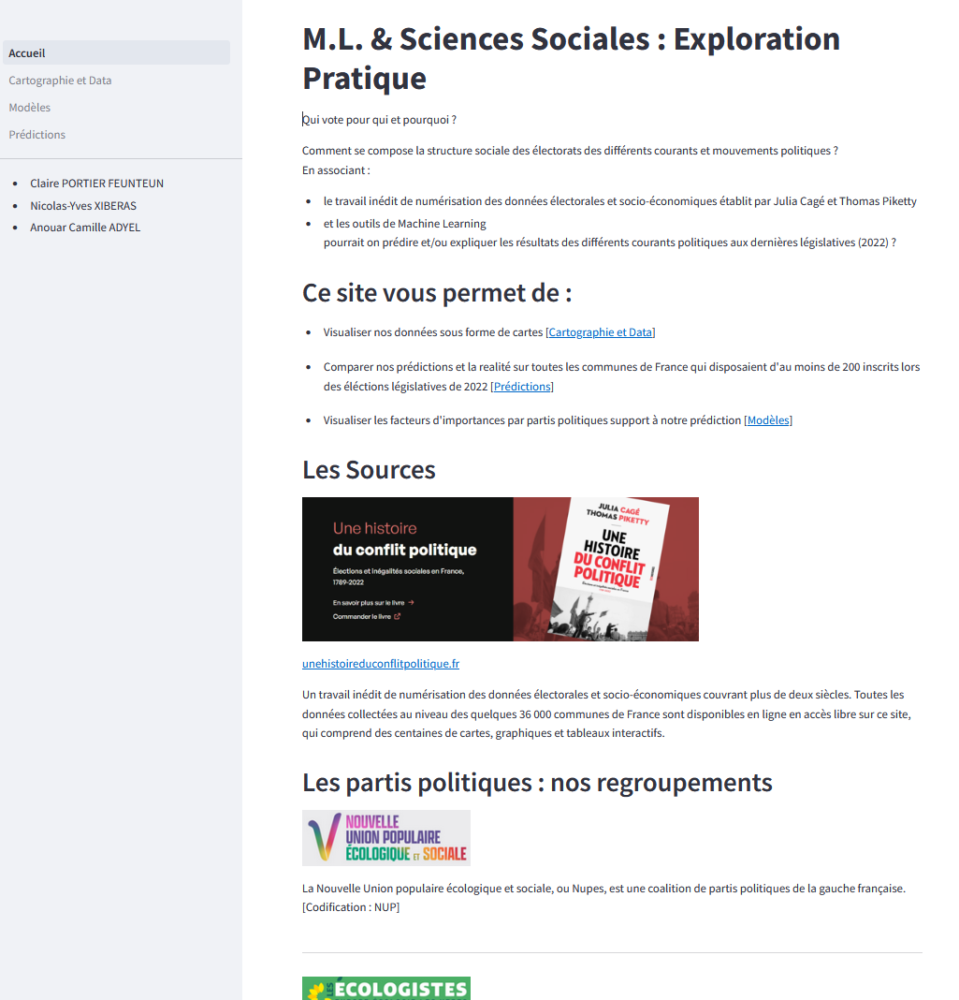 Accueil
Cartographie et Data
Modèles
Prédictions
Claire PORTIER FEUNTEUN
Nicolas-Yves XIBERAS
Anouar Camille ADYEL
M.L. & Sciences Sociales : Exploration
Pratique
Qui vote pour qui et pourquoi ?
Comment se compose la structure sociale des électorats des différents courants et mouvements politiques ?
En associant :
le travail inédit de numérisation des données électorales et socio-économiques établit par Julia Cagé et Thomas Piketty
et les outils de Machine Learning
pourrait on prédire et/ou expliquer les résultats des différents courants politiques aux dernières législatives (2022) ?
Ce site vous permet de :
Visualiser nos données sous forme de cartes [Cartographie et Data]
Comparer nos prédictions et la realité sur toutes les communes de France qui disposaient d'au moins de 200 inscrits lors
des éléctions législatives de 2022 [Prédictions]
Visualiser les facteurs d'importances par partis politiques support à notre prédiction [Modèles]
Les Sources
Une histoire
du conflit politique
Élections et inégalités sociales en France,
1789-2022
En savoir plus sur le livre →
Commander le livre
JULIA CAGÉ
THOMAS PIKETTY
UNE
HISTOIRE
DU CONFLIT
POLITIQUE
unehistoireduconflitpolitique.fr
Un travail inédit de numérisation des données électorales et socio-économiques couvrant plus de deux siècles. Toutes les
données collectées au niveau des quelques 36 000 communes de France sont disponibles en ligne en accès libre sur ce site,
qui comprend des centaines de cartes, graphiques et tableaux interactifs.
Les partis politiques : nos regroupements
NOUVELLE
UNION POPULAIRE
ÉCOLOGIQUE ET SOCIALE
La Nouvelle Union populaire écologique et sociale, ou Nupes, est une coalition de partis politiques de la gauche française.
[Codification : NUP]
LES ÉCOLOGISTES